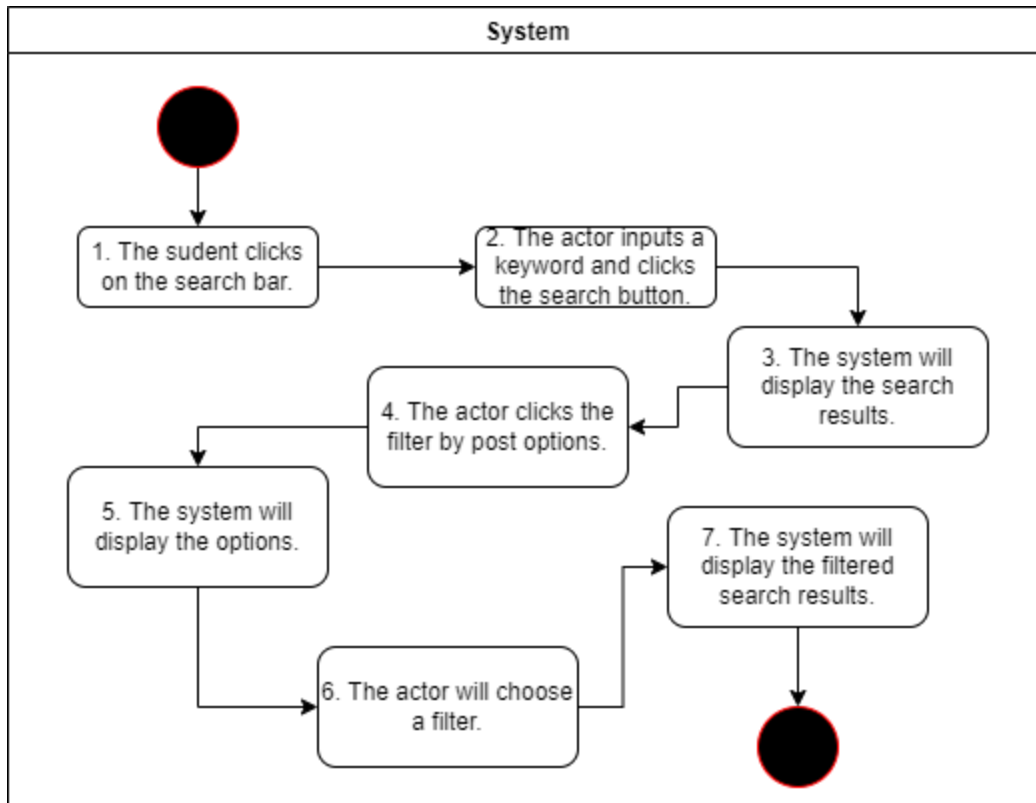 System
1. The sudent clicks
on the search bar.
2. The actor inputs a
keyword and clicks
the search button.
3. The system will
display the search
results.
4. The actor clicks the
filter by post options.
5. The system will
display the options.
6. The actor will choose
a filter.
7. The system will
display the filtered
search results.